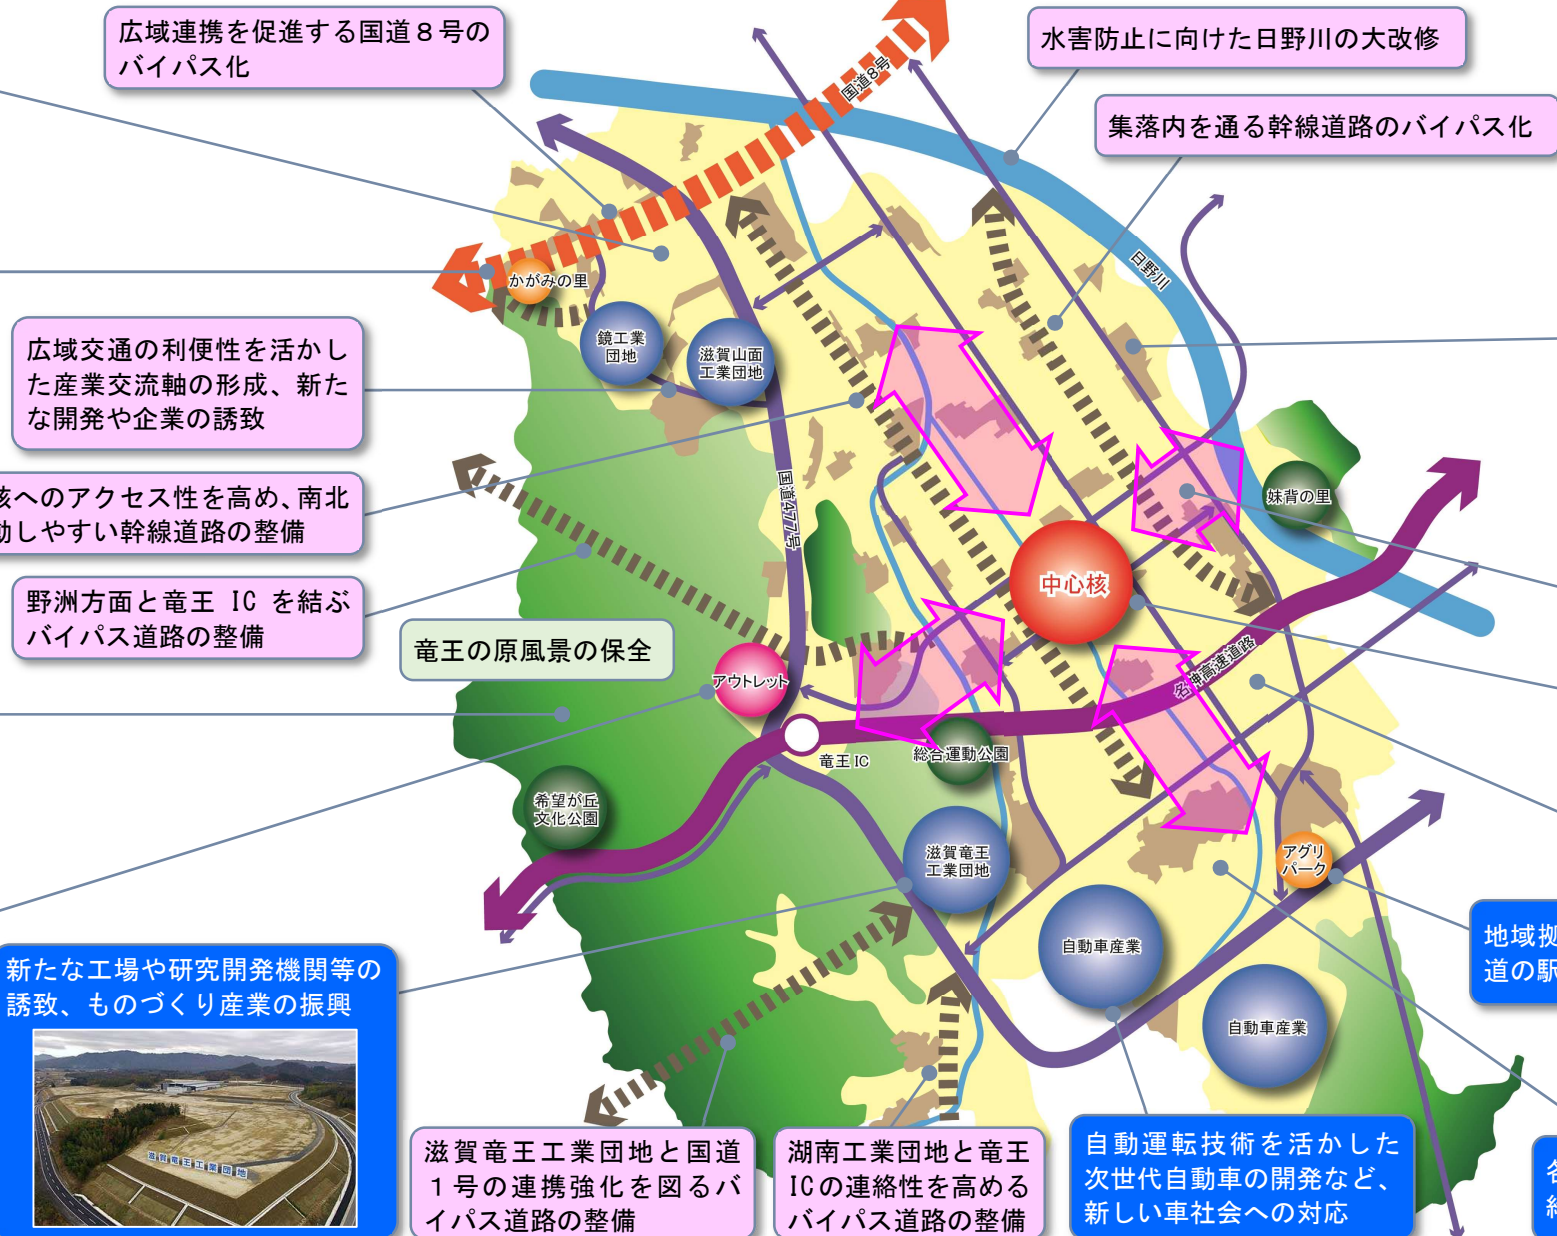 広域連携を促進する国道８号の
バイパス化
国道8号
水害防止に向けた日野川の大改修
集落内を通る幹線道路のバイパス化
日野川
かがみの里
鏡工業
団地
滋賀山面
工業団地
広域交通の利便性を活かし
た産業交流軸の形成、新た
な開発や企業の誘致
核へのアクセス性を高め、南北
動しやすい幹線道路の整備
野洲方面と竜王 IC を結ぶ
バイパス道路の整備
国道477号
妹背の里
中心核
竜王の原風景の保全
アウトレット
名神高速道路
竜王 IC
総合運動公園
希望が丘
文化公園
滋賀竜王
工業団地
アグリ
パーク
自動車産業
自動車産業
地域拠
道の駅
新たな工場や研究開発機関等の
誘致、ものづくり産業の振興
滋賀竜王工業団地
滋賀竜王工業団地と国道
１号の連携強化を図るバ
イパス道路の整備
湖南工業団地と竜王
ICの連絡性を高める
バイパス道路の整備
自動運転技術を活かした
次世代自動車の開発など、
新しい車社会への対応